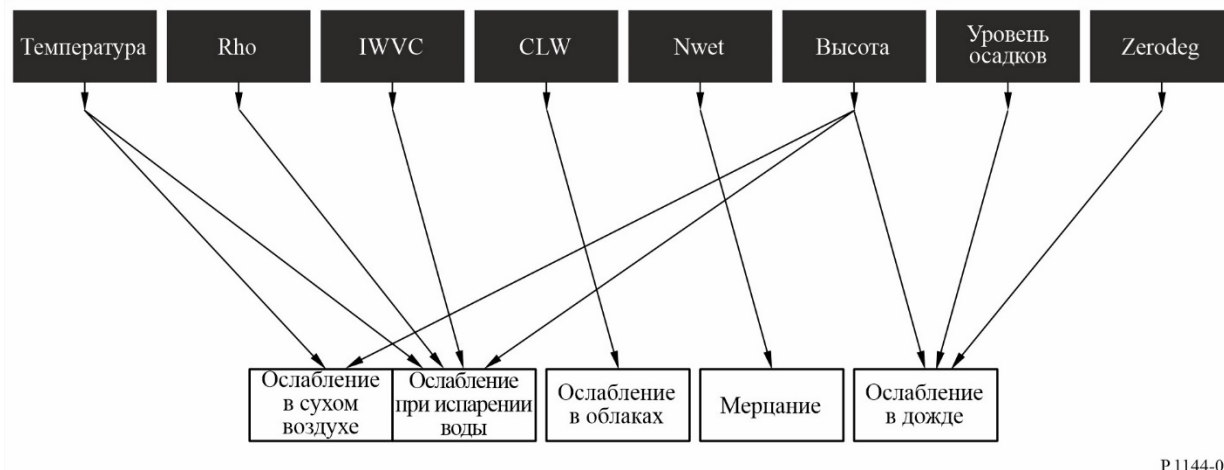 Температура
Rho
IWVC
CLW
Nwet
Высота
Уровень
осадков
Zerodeg
Ослабление
в сухом
воздухе
Ослабление
при испарении
воды
Ослабление
в облаках
Мерцание
Ослабление
в дожде
P.1144-0